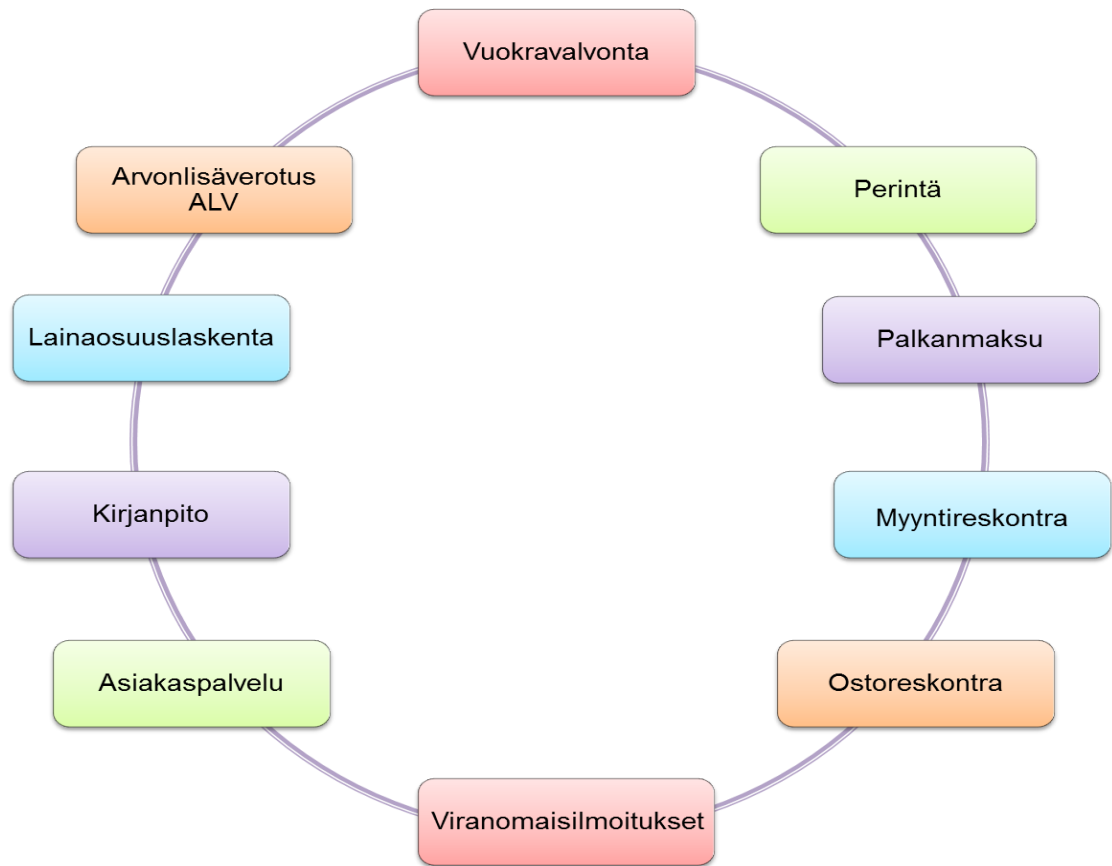 Vuokravalvonta
Perintä
Palkanmaksu
Myyntireskontra
Ostoreskontra
Viranomaisilmoitukset
Asiakaspalvelu
Kirjanpito
Lainaosuuslaskenta
Arvonlisäverotus
ALV